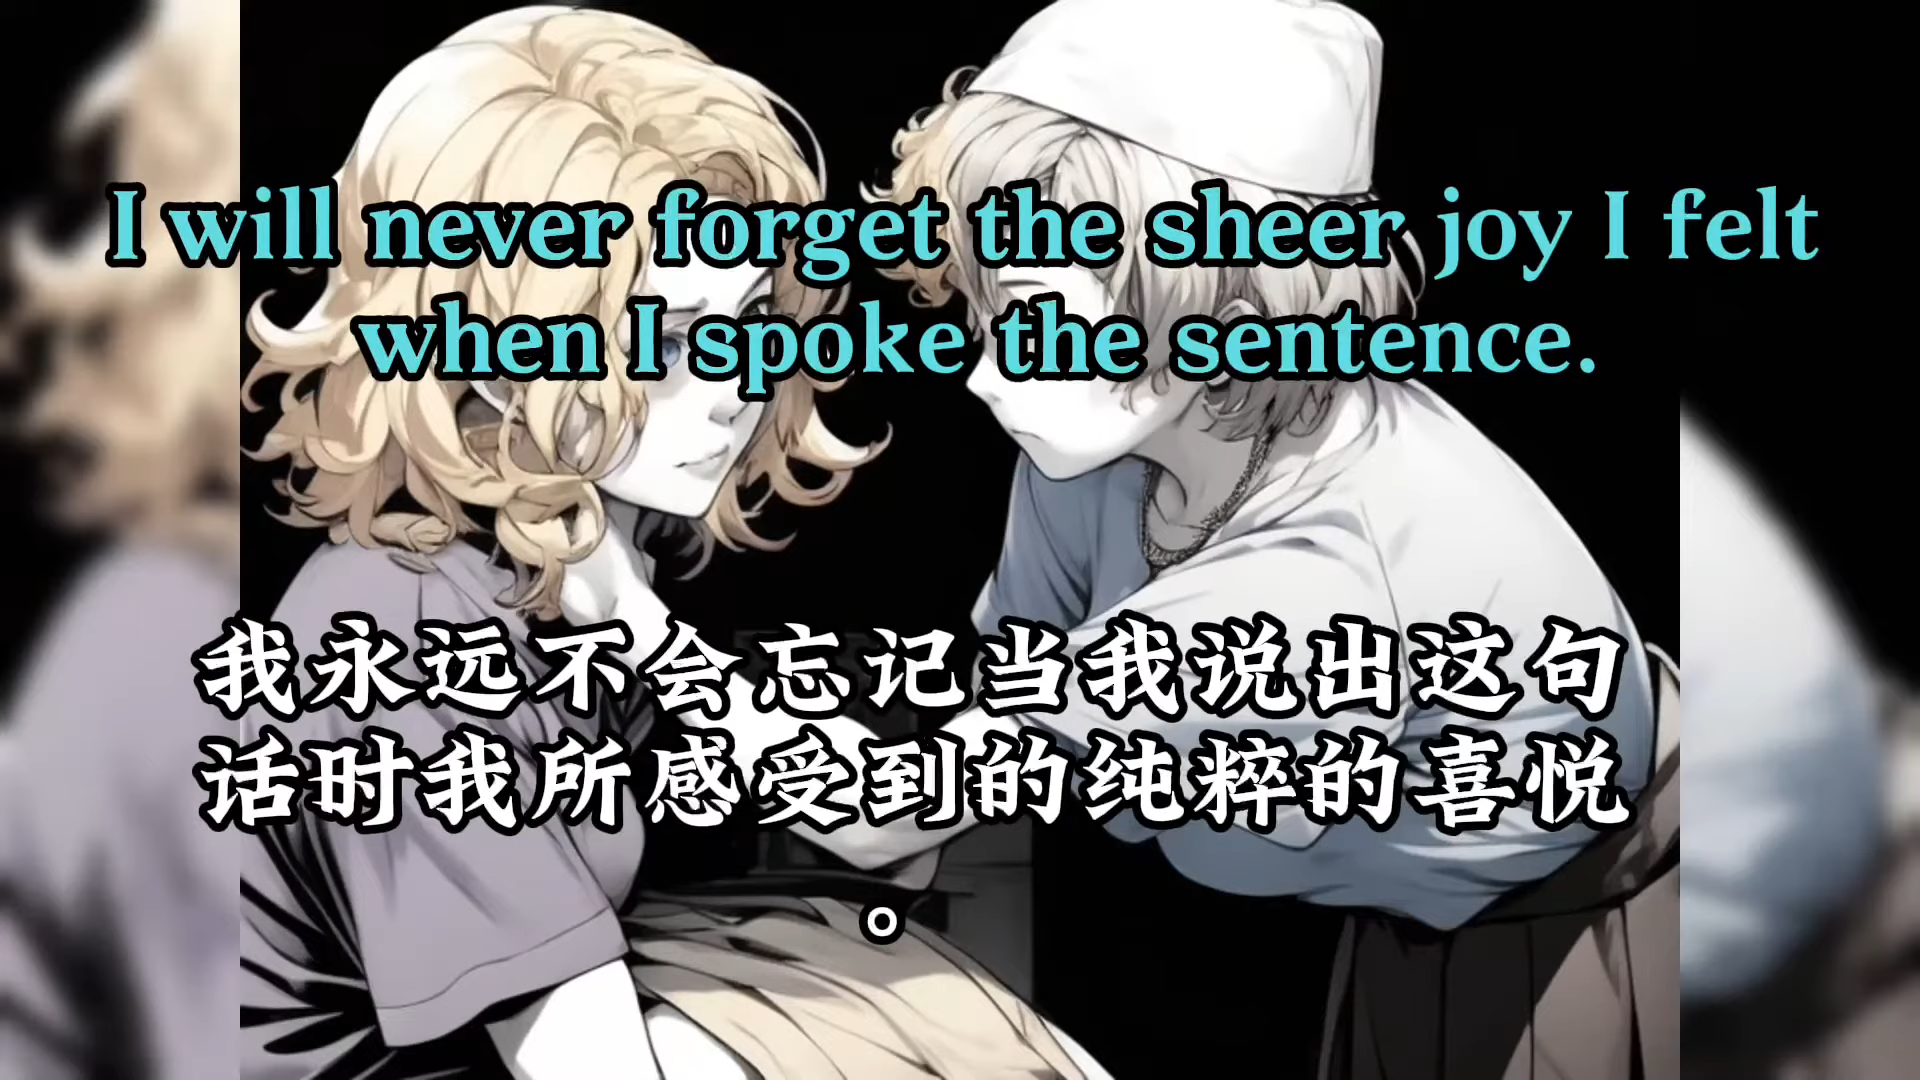 I will never forget the sheer joy I felt
when I spoke the sentence.
我永远不会忘记当我说出这句
话时我所感受到的纯粹的喜悦
。